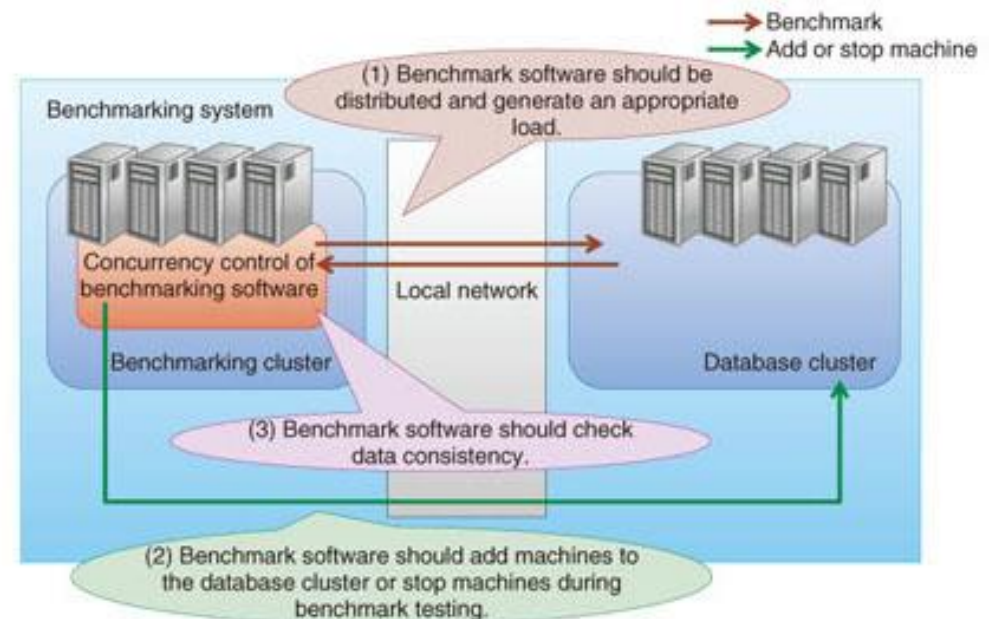 Benchmark
Add or stop machine
(1) Benchmark software should be
distributed and generate an appropriate
load.
Benchmarking system
Concurrency control of
benchmarking software
Local network
Benchmarking cluster
Database cluster
(3) Benchmark software should check
data consistency.
(2) Benchmark software should add machines to
the database cluster or stop machines during
benchmark testing.